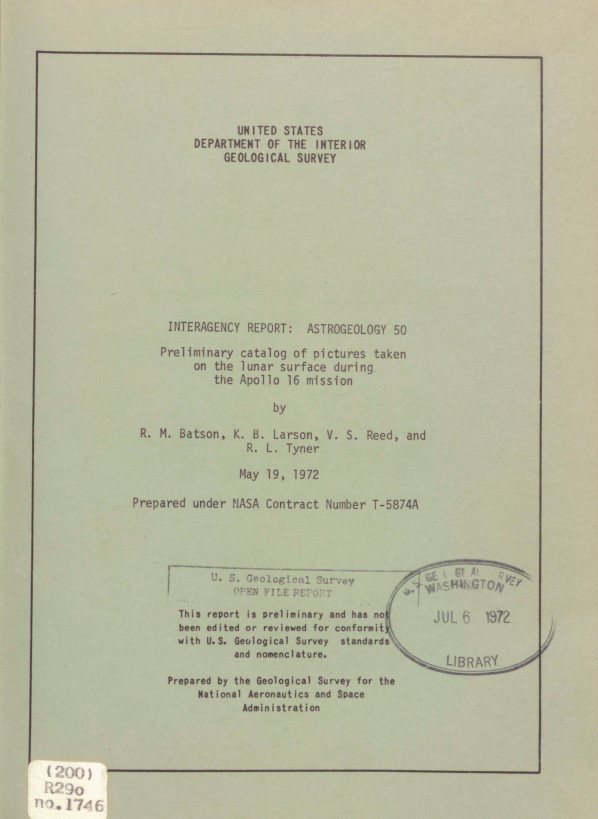 UNITED STATES
DEPARTMENT OF THE INTERIOR
GEOLOGICAL SURVEY
INTERAGENCY REPORT: ASTROGEOLOGY 50
Preliminary catalog of pictures taken
on the lunar surface during
the Apollo 16 mission
by
R. M. Batson, K. B. Larson, V. S. Reed, and
R. L. Tyner
May 19, 1972
Prepared under NASA Contract Number T-5874A
U. S. Geological Survey
OPEN FILE REPORT
This report is preliminary and has not
been edited or reviewed for conformity
with U.S. Geological Survey standards
and nomenclature.
WASHINGTON
JUL 6 1972
LIBRARY
Prepared by the Geological Survey for the
National Aeronautics and Space
Administration
(200)
R29o
no.1746